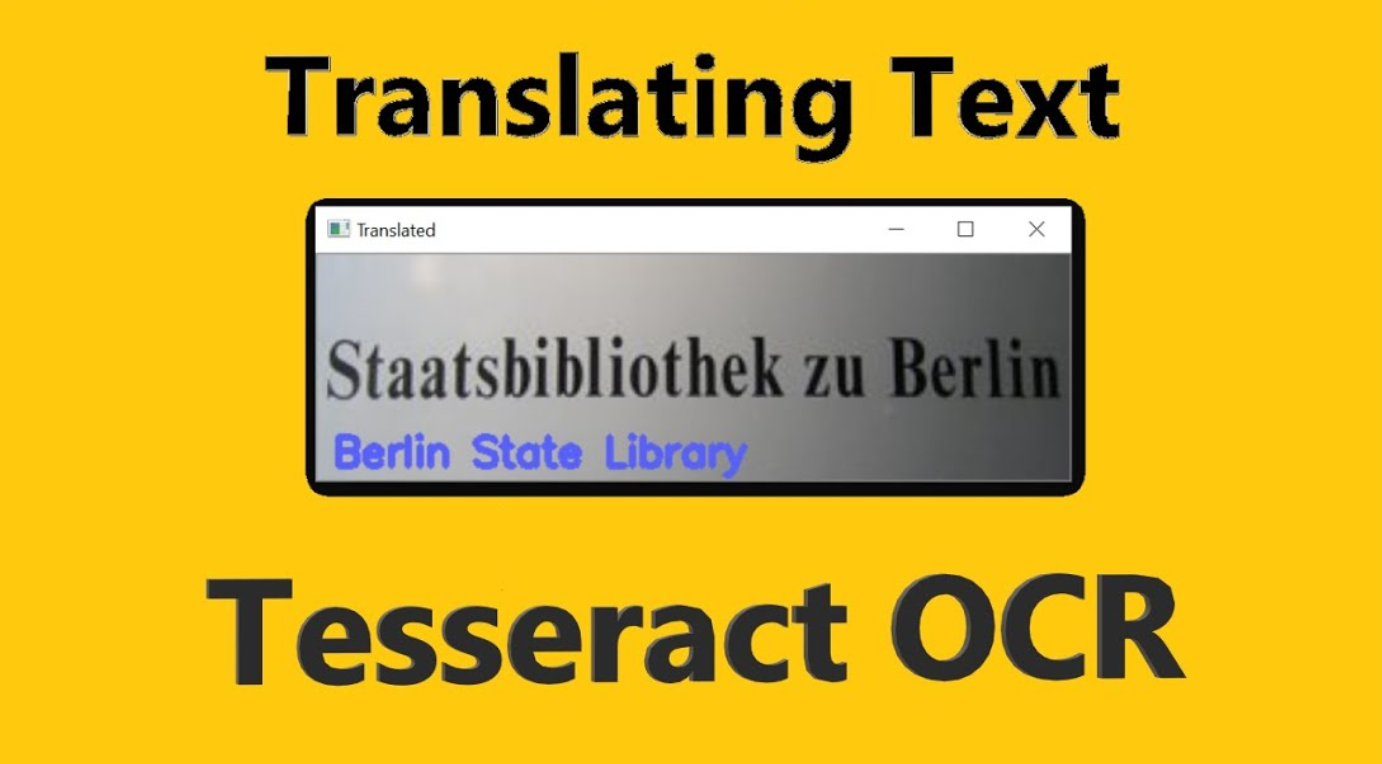 Translating Text
Translated
Staatsbibliothek zu Berlin
Berlin State Library
Tesseract OCR